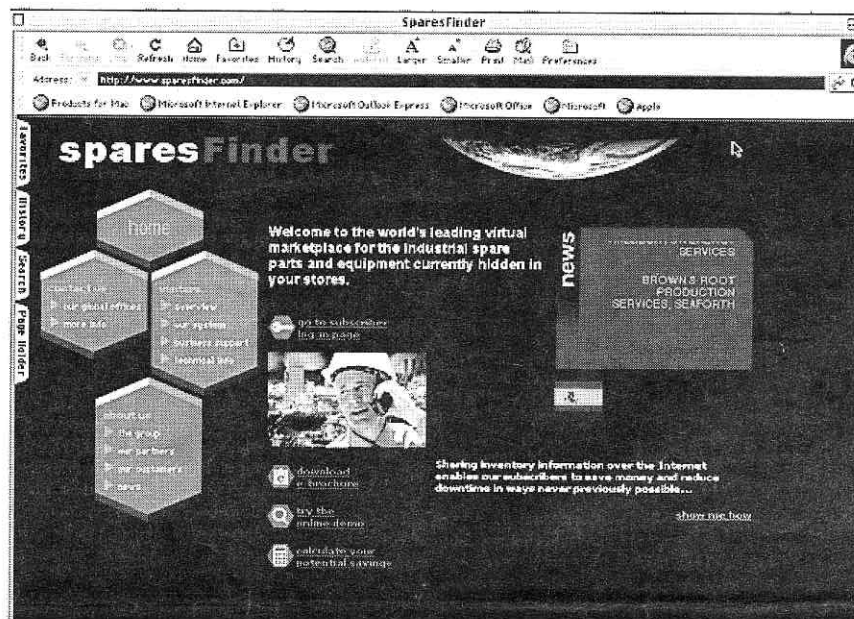 SparesFinder
Back Refresh Home Favorites History Search Larger Smaller Print Mail Preferences
Address: http://www.sparesfinder.com/
Products for Mac Microsoft Internet Explorer Microsoft Outlook Express Microsoft Office Microsoft Apple
Favorites
History
Search
Page Holder
sparesFinder
home
contact us
our global offices
more info
overview
our system
business support
technical info
about us
the group
our partners
our customers
news
Welcome to the world's leading virtual
marketplace for the industrial spare
parts and equipment currently hidden in
your stores.
go to subscriber
log in page
download
e-brochure
try the
online demo
calculate your
potential savings
news
SERVICES
BROWN & ROOT
PRODUCTION
SERVICES, SEAFORTH
Sharing inventory information over the Internet
enables our subscribers to save money and reduce
downtime in ways never previously possible...
show me how